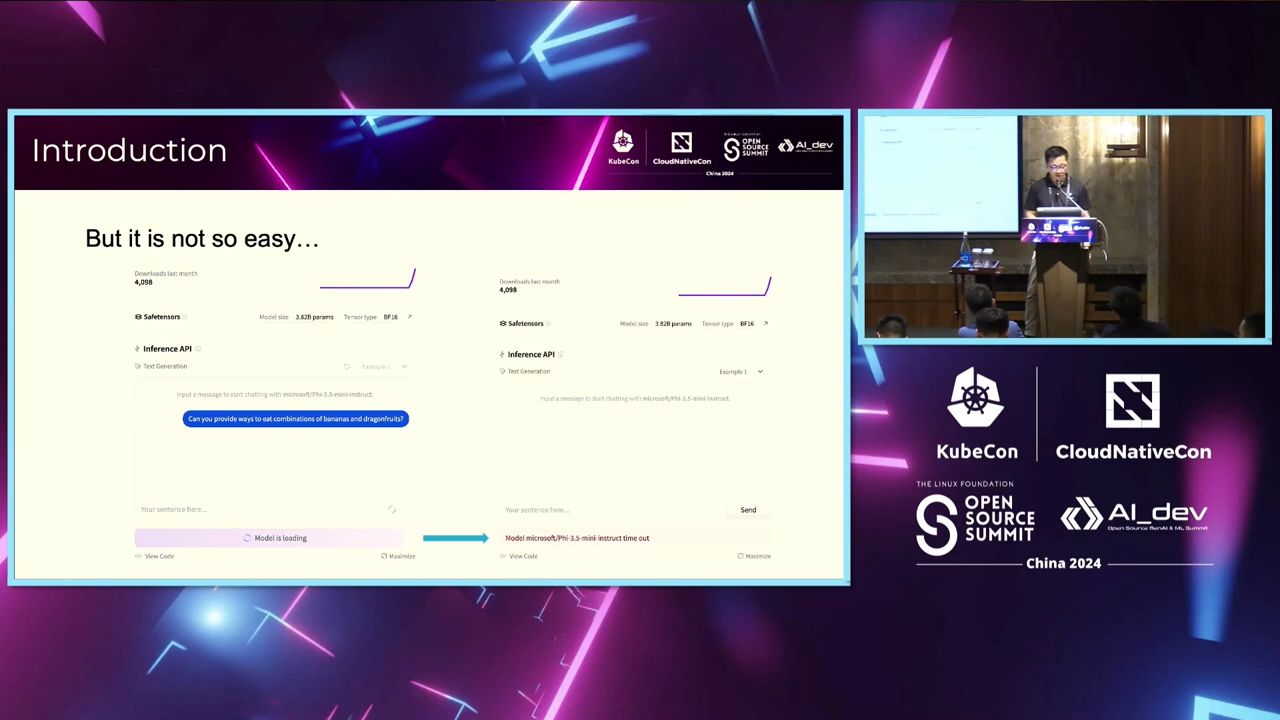 Introduction
KubeCon
CloudNativeCon
THE LINUX FOUNDATION
OPEN
SOURCE
SUMMIT
AI_dev
China 2024
But it is not so easy…
Downloads last month
4,098
Safetensors
Model size 3.82B params Tensor type BF16
Inference API
Text Generation
Example 1
Input a message to start chatting with microsoft/Phi-3.5-mini-instruct.
Can you provide ways to eat combinations of bananas and dragonfruits?
Your sentence here...
Model is loading
View Code
Maximize
Downloads last month
4,098
Safetensors
Model size 3.82B params Tensor type BF16
Inference API
Text Generation
Example 1
Input a message to start chatting with microsoft/Phi-3.5-mini-instruct.
Your sentence here...
Send
Model microsoft/Phi-3.5-mini-instruct time out
View Code
Maximize
KubeCon
CloudNativeCon
THE LINUX FOUNDATION
OPEN
SOURCE
SUMMIT
AI_dev
Open Source GenAI & ML Summit
China 2024